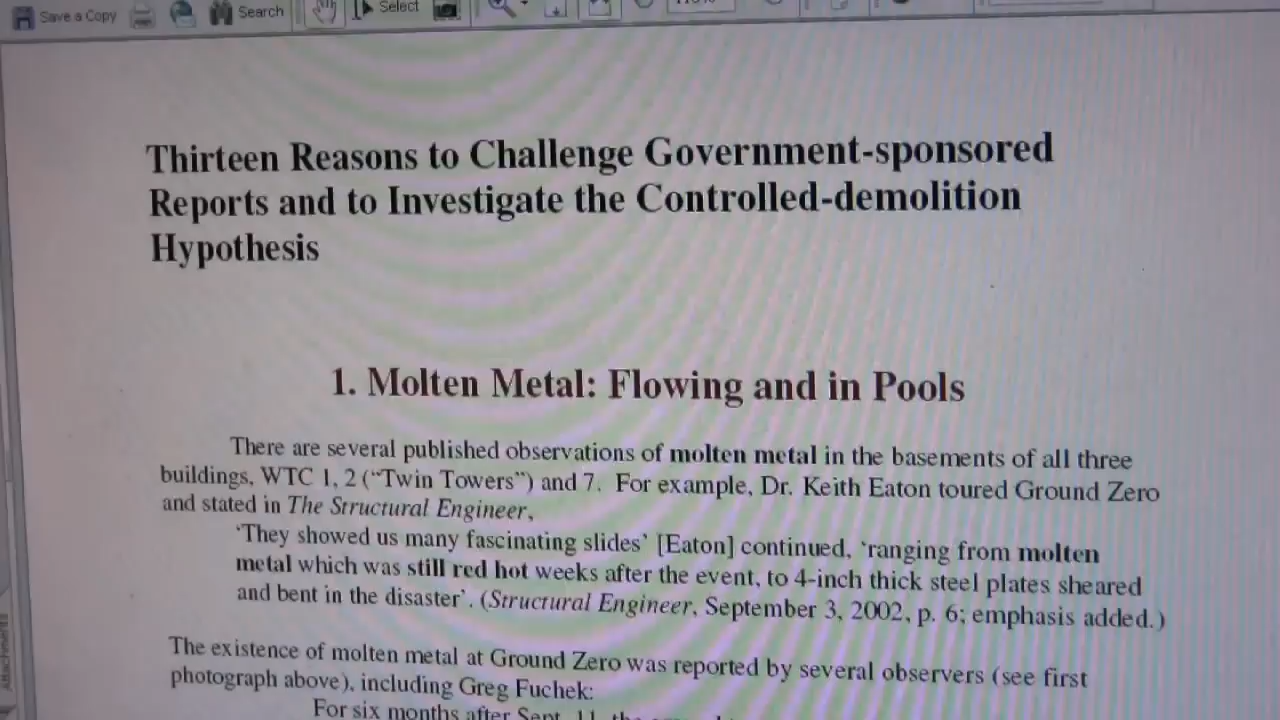 Save a Copy Search Select
Thirteen Reasons to Challenge Government-sponsored
Reports and to Investigate the Controlled-demolition
Hypothesis
1. Molten Metal: Flowing and in Pools
There are several published observations of molten metal in the basements of all three
buildings, WTC 1, 2 (“Twin Towers”) and 7. For example, Dr. Keith Eaton toured Ground Zero
and stated in The Structural Engineer,
‘They showed us many fascinating slides’ [Eaton] continued, ‘ranging from molten
metal which was still red hot weeks after the event, to 4-inch thick steel plates sheared
and bent in the disaster’. (Structural Engineer, September 3, 2002, p. 6; emphasis added.)
The existence of molten metal at Ground Zero was reported by several observers (see first
photograph above), including Greg Fuchek:
For six months after Sept. 11, the
Attachments